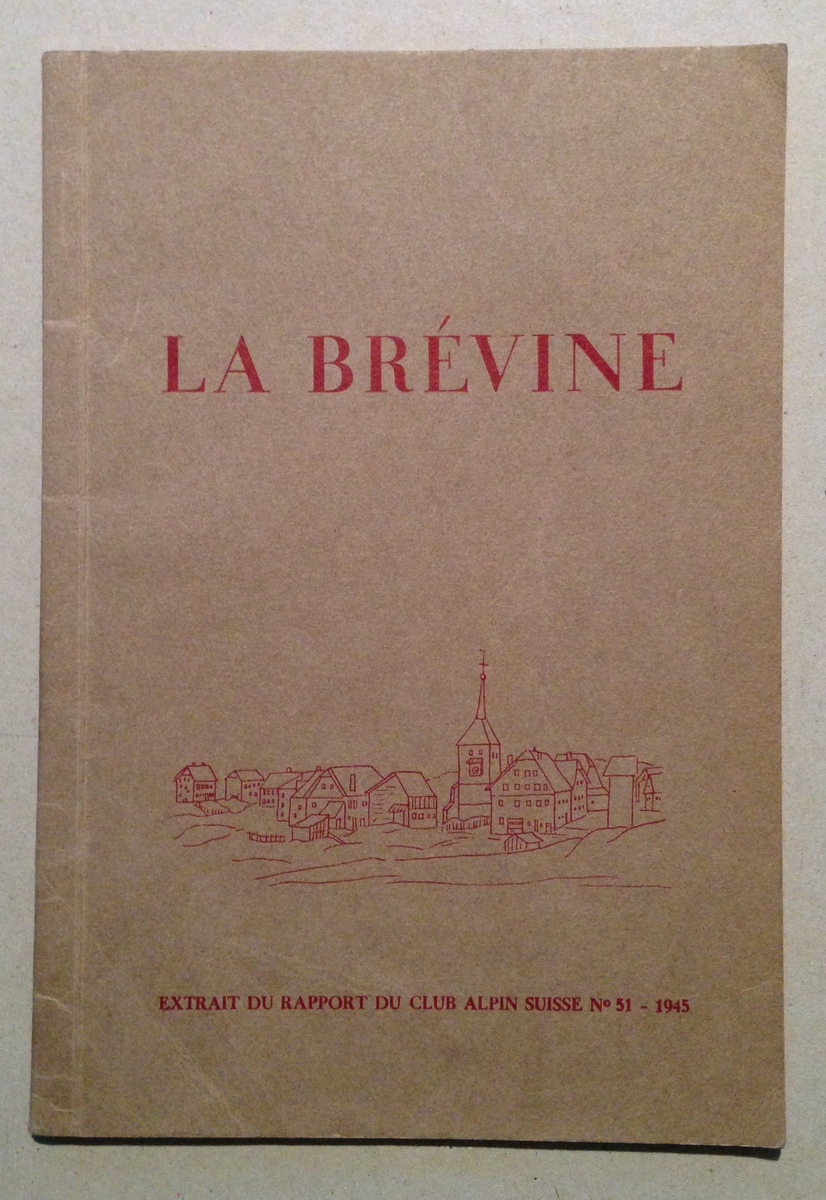 LA BRÉVINE
EXTRAIT DU RAPPORT DU CLUB ALPIN SUISSE Nº 51 - 1945